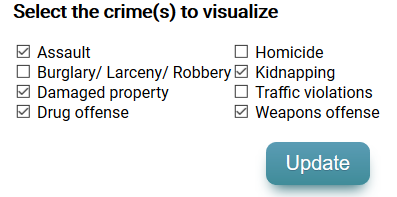 Select the crime(s) to visualize
Assault
Homicide
Burglary/ Larceny/ Robbery
Kidnapping
Damaged property
Traffic violations
Drug offense
Weapons offense
Update